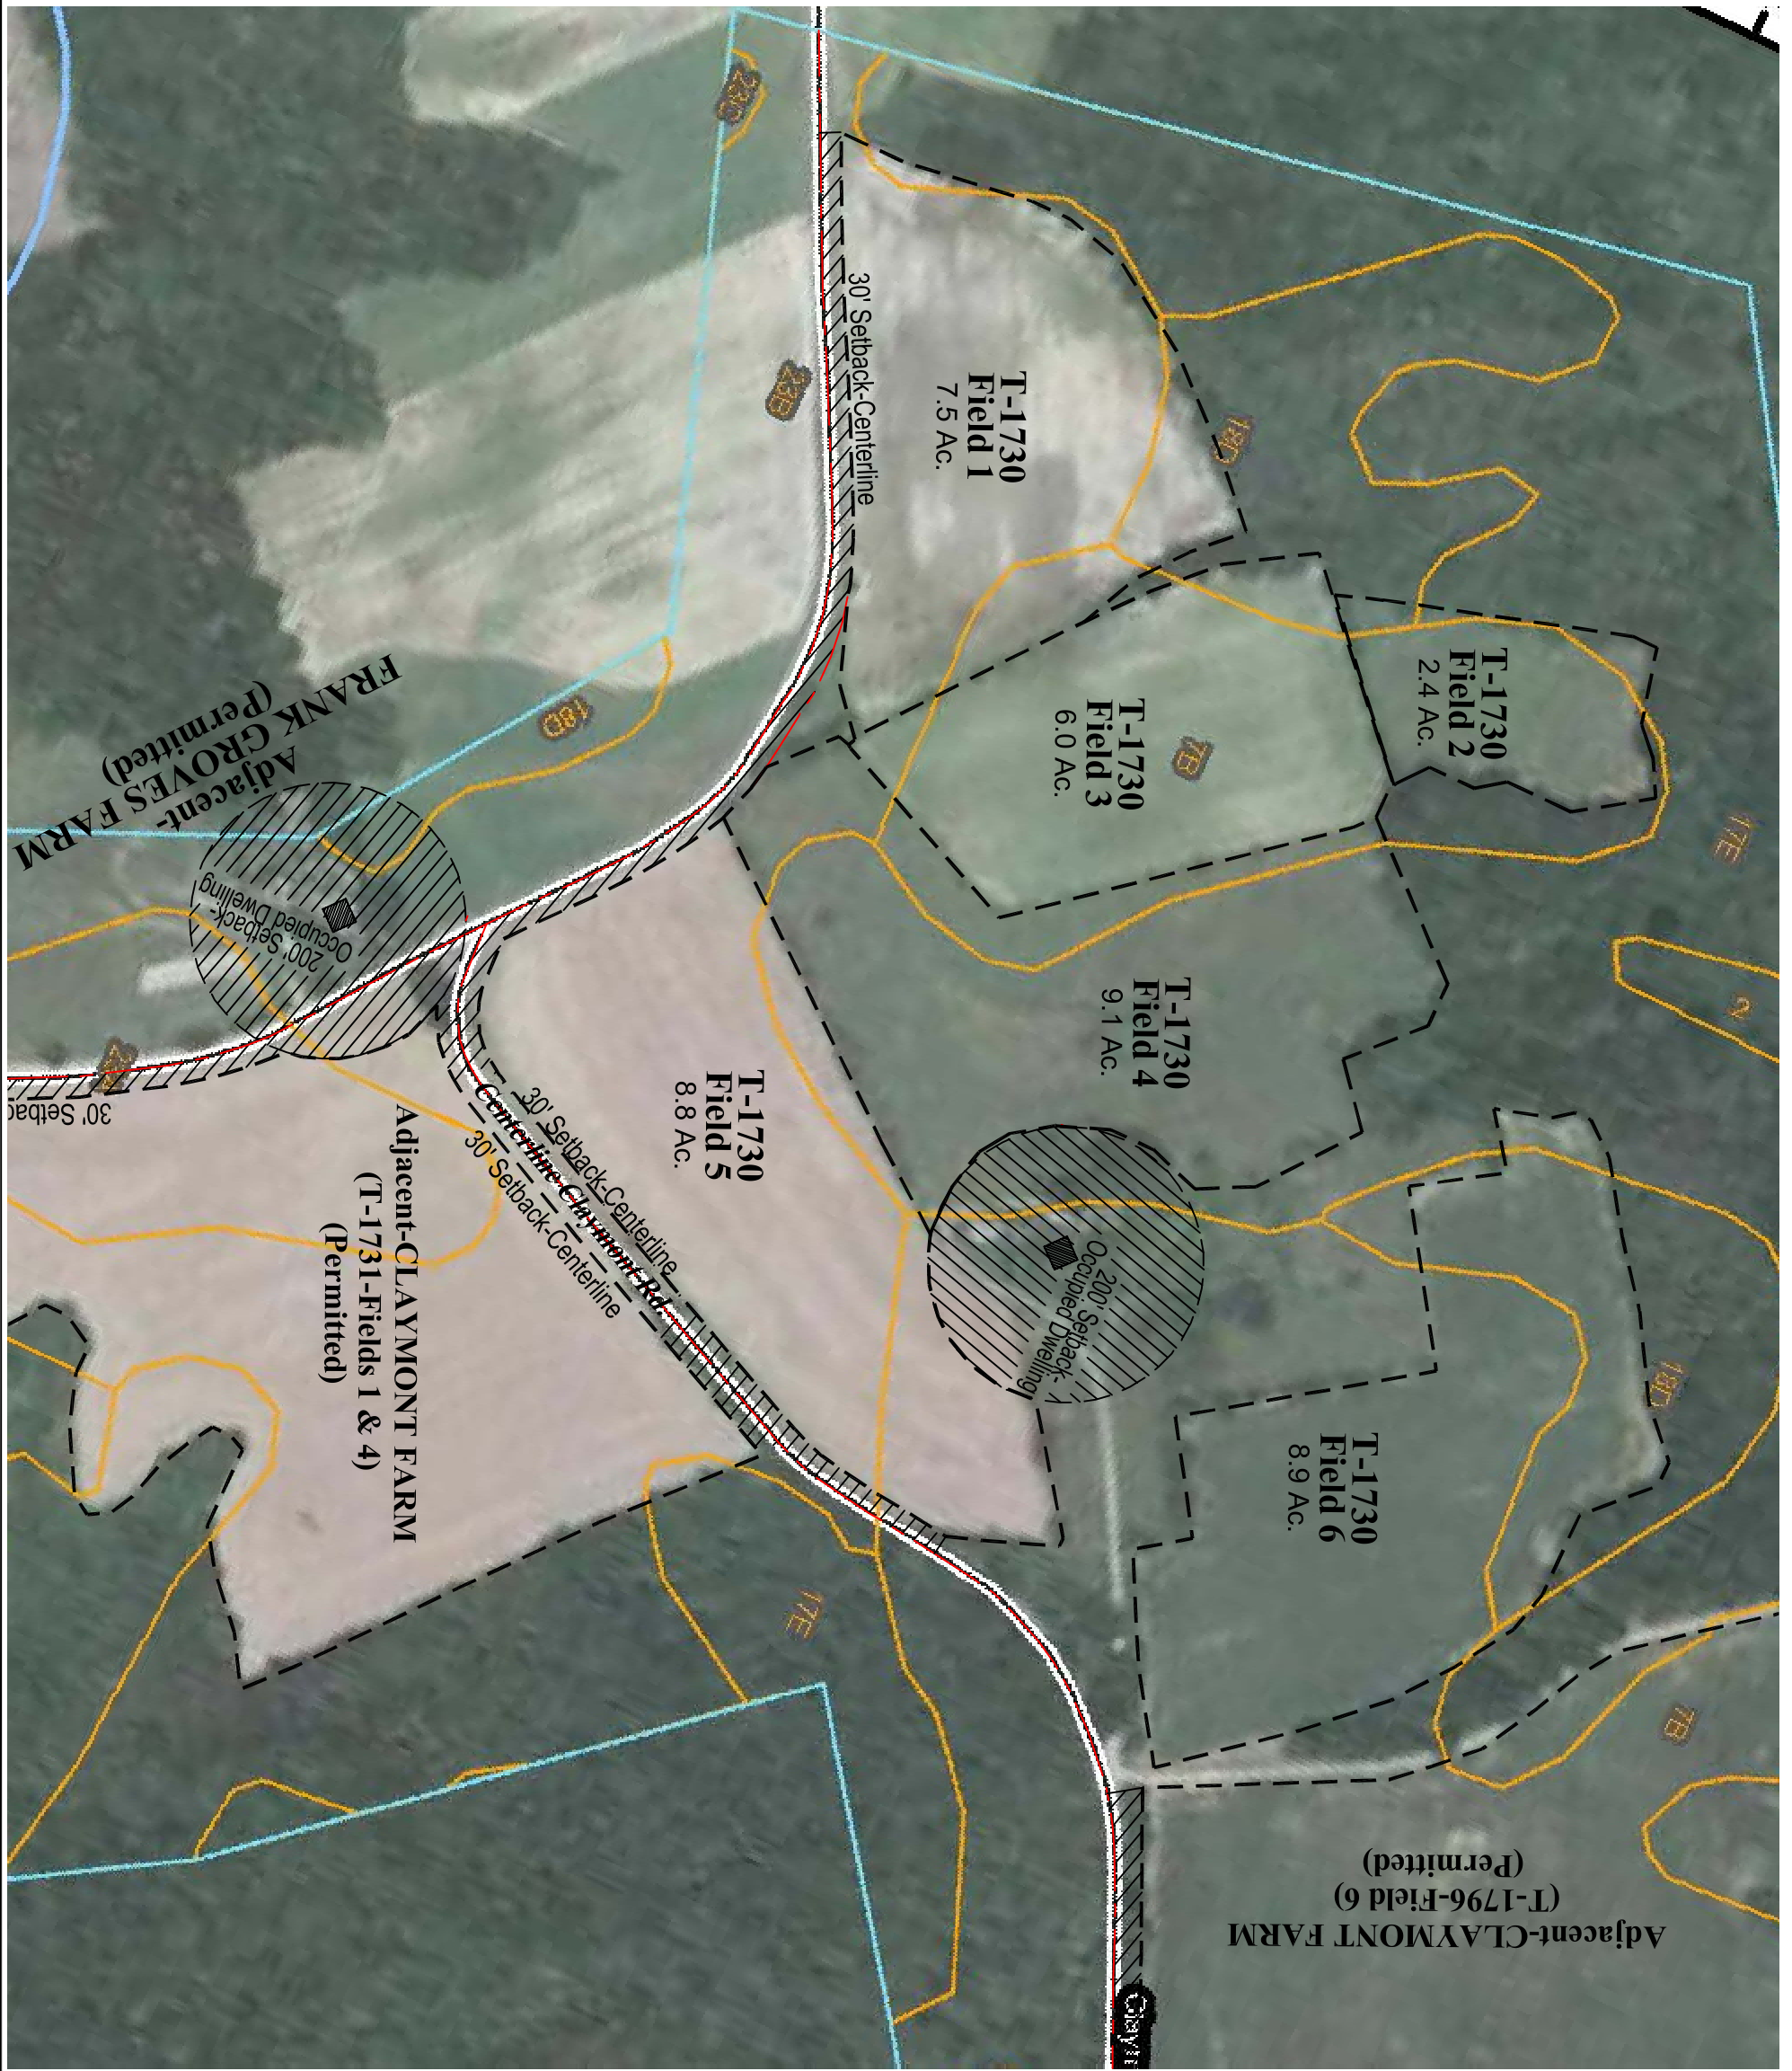 T-1730
Field 1
7.5 Ac.
T-1730
Field 2
2.4 Ac.
T-1730
Field 3
6.0 Ac.
T-1730
Field 4
9.1 Ac.
T-1730
Field 5
8.8 Ac.
T-1730
Field 6
8.9 Ac.
30' Setback-Centerline
30' Setback-Centerline
Centerline Claymont Rd.
30' Setback-Centerline
200' Setback-
Occupied Dwelling
200' Setback-
Occupied Dwelling
30' Setbac
Adjacent-
FRANK GROVES FARM
(Permitted)
Adjacent-CLAYMONT FARM
(T-1731-Fields 1 & 4)
(Permitted)
Adjacent-CLAYMONT FARM
(T-1796-Field 6)
(Permitted)
23B
18D
7B
17E
2
18D
17E
7B
Claym